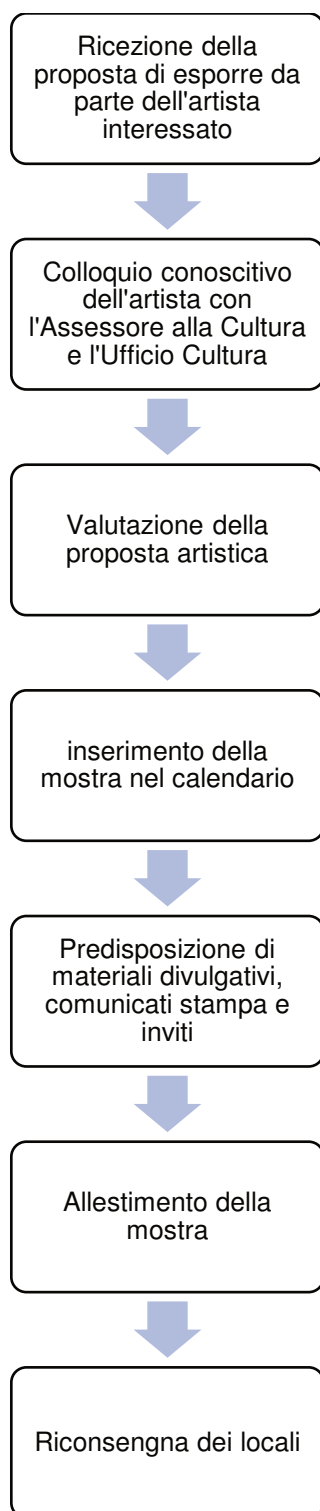 Ricezione della
proposta di esporre da
parte dell'artista
interessato
Colloquio conoscitivo
dell'artista con
l'Assessore alla Cultura
e l'Ufficio Cultura
Valutazione della
proposta artistica
inserimento della
mostra nel calendario
Predisposizione di
materiali divulgativi,
comunicati stampa e
inviti
Allestimento della
mostra
Riconsengna dei locali